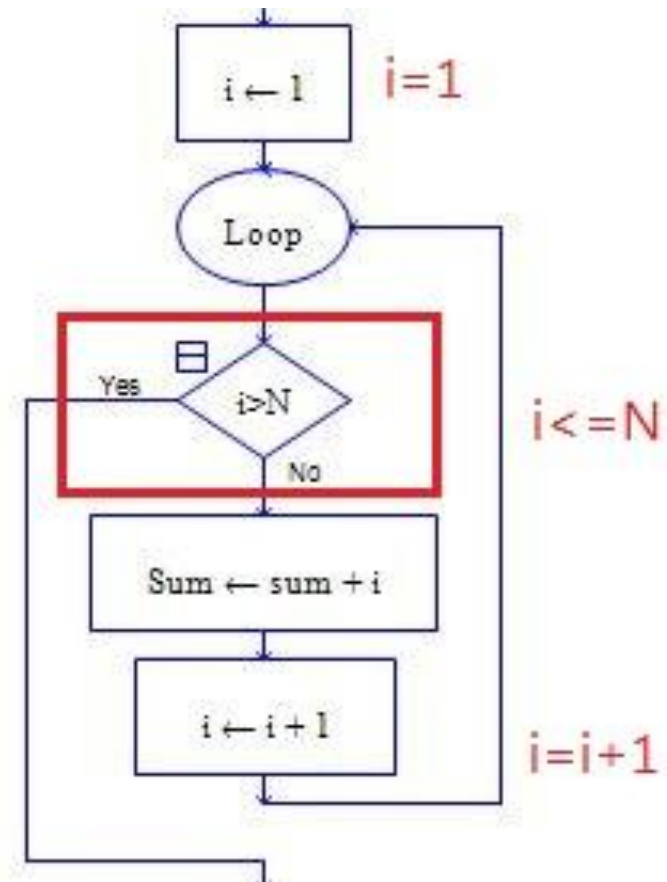 i ← 1
i=1
Loop
Yes
i>N
i<=N
No
Sum ← sum + i
i ← i + 1
i=i+1